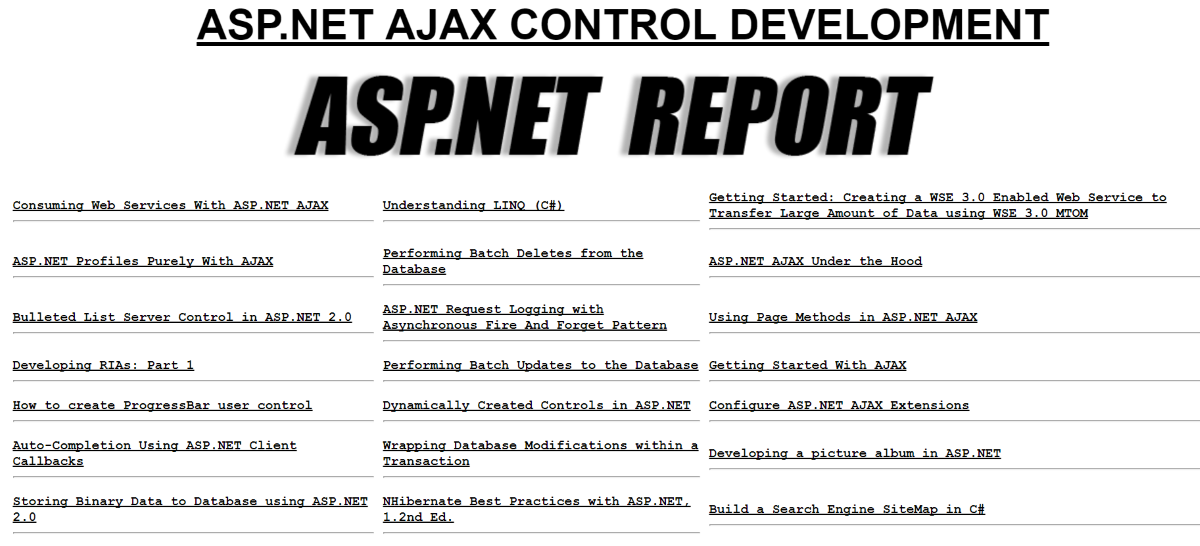 ASP.NET AJAX CONTROL DEVELOPMENT
ASP.NET REPORT
Consuming Web Services With ASP.NET AJAX
Understanding LINQ (C#)
Getting Started: Creating a WSE 3.0 Enabled Web Service to
Transfer Large Amount of Data using WSE 3.0 MTOM
ASP.NET Profiles Purely With AJAX
Performing Batch Deletes from the
Database
ASP.NET AJAX Under the Hood
Bulleted List Server Control in ASP.NET 2.0
ASP.NET Request Logging with
Asynchronous Fire And Forget Pattern
Using Page Methods in ASP.NET AJAX
Developing RIAs: Part 1
Performing Batch Updates to the Database
Getting Started With AJAX
How to create ProgressBar user control
Dynamically Created Controls in ASP.NET
Configure ASP.NET AJAX Extensions
Auto-Completion Using ASP.NET Client
Callbacks
Wrapping Database Modifications within a
Transaction
Developing a picture album in ASP.NET
Storing Binary Data to Database using ASP.NET
2.0
NHibernate Best Practices with ASP.NET,
1.2nd Ed.
Build a Search Engine SiteMap in C#